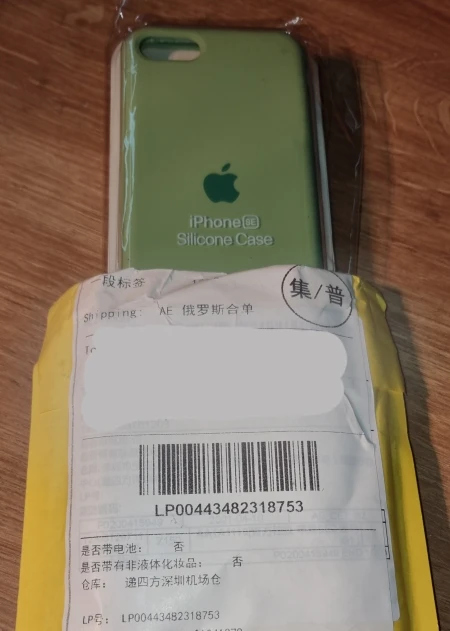 iPhone SE
Silicone Case
一段标签
集/普
Shipping: AE 俄罗斯合单
LP00443482318753
是否带电池： 否
是否带有非液体化妆品： 否
仓库： 递四方深圳机场仓
LP号： LP00443482318753